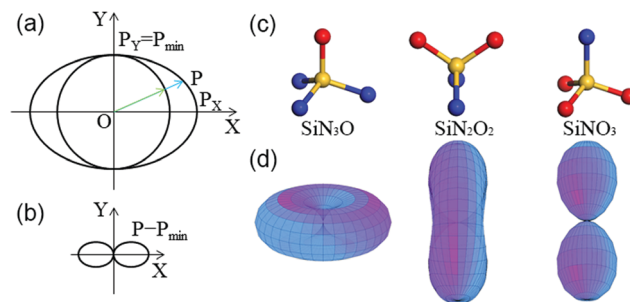 (a)
Y
P_Y=P_min
P
P_X
O
X
(b)
Y
P−P_min
X
(c)
SiN₃O
SiN₂O₂
SiNO₃
(d)